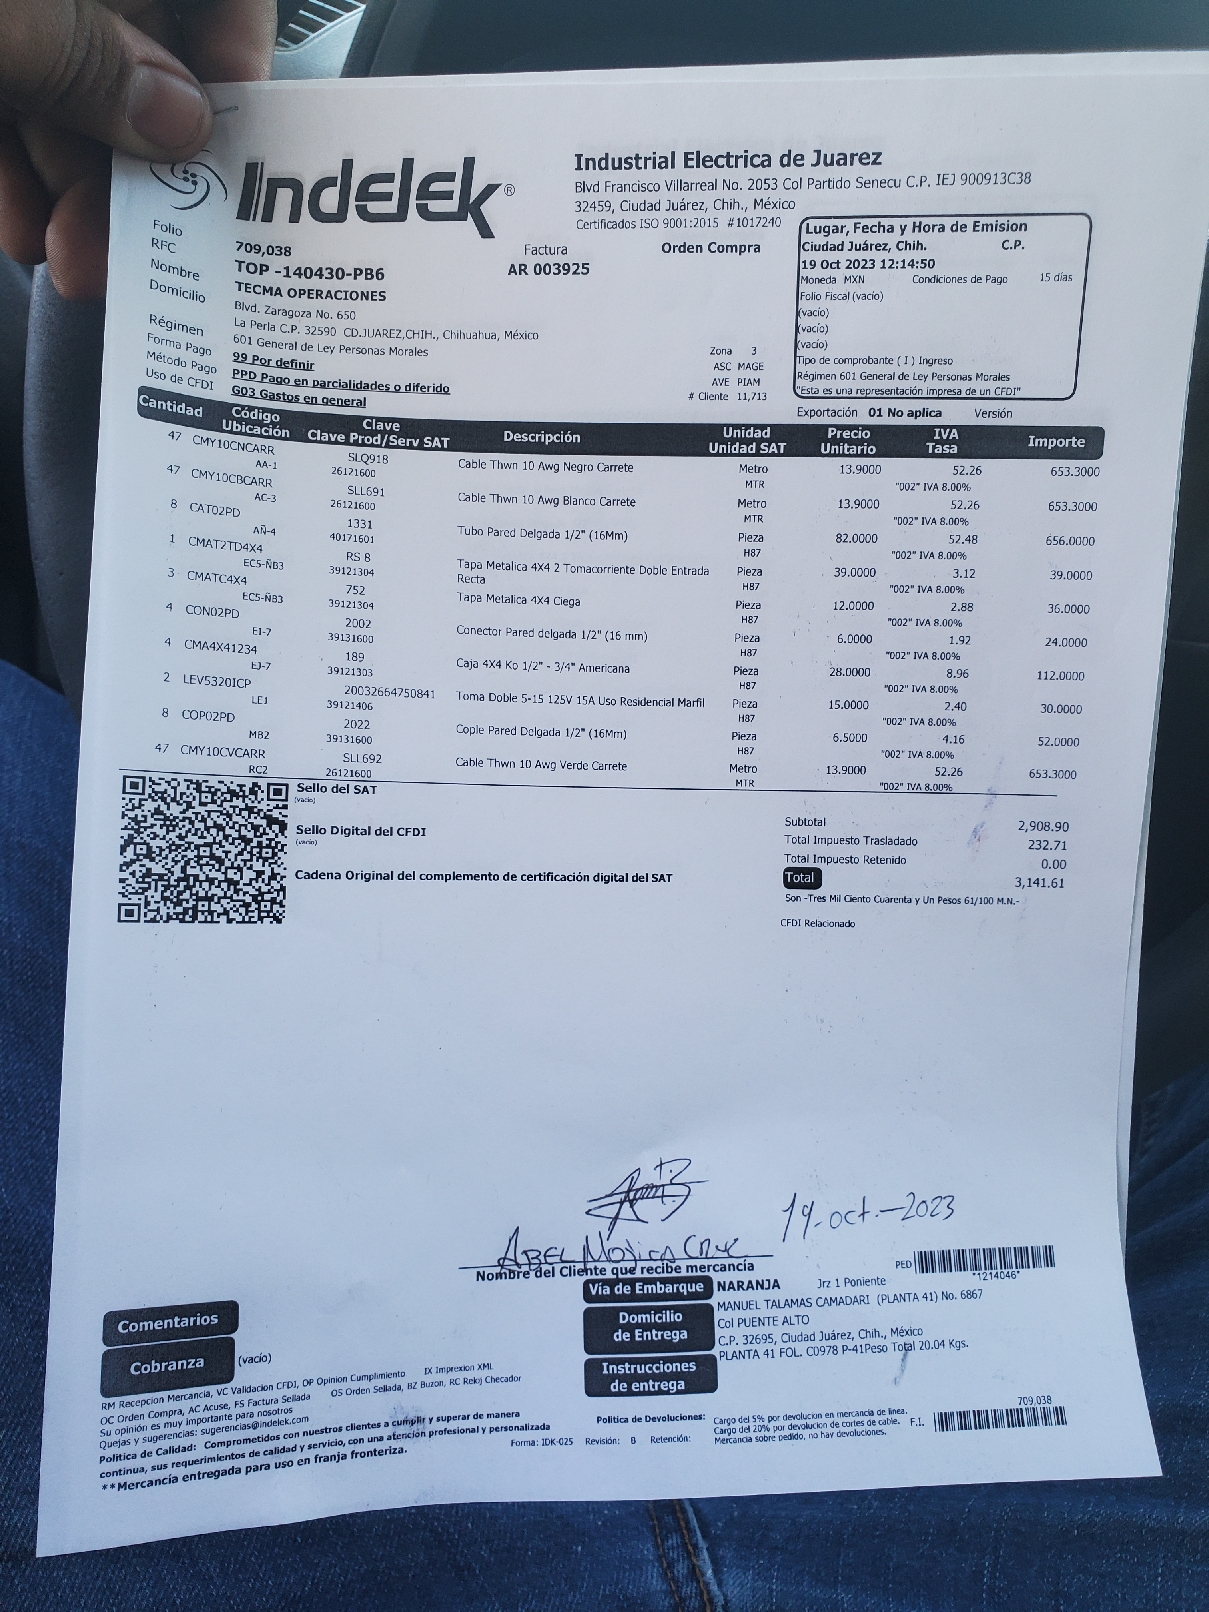 Indelek®
Industrial Electrica de Juarez
Blvd Francisco Villarreal No. 2053 Col Partido Senecu C.P. IEJ 900913C38
32459, Ciudad Juárez, Chih., México
Certificados ISO 9001:2015 #1017240
Folio 709,038
Factura
AR 003925
Orden Compra
RFC TOP -140430-PB6
Nombre TECMA OPERACIONES
Domicilio Blvd. Zaragoza No. 650
La Perla C.P. 32590 CD.JUAREZ,CHIH., Chihuahua, México
Régimen 601 General de Ley Personas Morales
Forma Pago 99 Por definir
Método Pago PPD Pago en parcialidades o diferido
Uso de CFDI G03 Gastos en general
Zona 3
ASC MAGE
AVE PIAM
# Cliente 11,713
Lugar, Fecha y Hora de Emision
Ciudad Juárez, Chih. C.P.
19 Oct 2023 12:14:50
Moneda MXN Condiciones de Pago 15 días
Folio Fiscal (vacío)
(vacío)
(vacío)
(vacío)
Tipo de comprobante ( I ) Ingreso
Régimen 601 General de Ley Personas Morales
"Esta es una representación impresa de un CFDI"
Exportación 01 No aplica Versión
Cantidad Código Clave Descripción Unidad Precio IVA Importe
Ubicación Clave Prod/Serv SAT Unidad SAT Unitario Tasa
47 CMY10CNCARR SLQ918 Cable Thwn 10 Awg Negro Carrete Metro 13.9000 52.26 653.3000
AA-1 26121600 MTR "002" IVA 8.00%
47 CMY10CBCARR SLL691 Cable Thwn 10 Awg Blanco Carrete Metro 13.9000 52.26 653.3000
AC-3 26121600 MTR "002" IVA 8.00%
8 CAT02PD 1331 Tubo Pared Delgada 1/2" (16Mm) Pieza 82.0000 52.48 656.0000
AÑ-4 40171601 H87 "002" IVA 8.00%
1 CMAT2TD4X4 RS 8 Tapa Metalica 4X4 2 Tomacorriente Doble Entrada Pieza 39.0000 3.12 39.0000
EC5-ÑB3 39121304 Recta H87 "002" IVA 8.00%
3 CMATC4X4 752 Tapa Metalica 4X4 Ciega Pieza 12.0000 2.88 36.0000
EC5-ÑB3 39121304 H87 "002" IVA 8.00%
4 CON02PD 2002 Conector Pared delgada 1/2" (16 mm) Pieza 6.0000 1.92 24.0000
EI-7 39131600 H87 "002" IVA 8.00%
4 CMA4X41234 189 Caja 4X4 Ko 1/2" - 3/4" Americana Pieza 28.0000 8.96 112.0000
EJ-7 39121303 H87 "002" IVA 8.00%
2 LEV5320ICP 20032664750841 Toma Doble 5-15 125V 15A Uso Residencial Marfil Pieza 15.0000 2.40 30.0000
LE1 39121406 H87 "002" IVA 8.00%
8 COP02PD 2022 Cople Pared Delgada 1/2" (16Mm) Pieza 6.5000 4.16 52.0000
MB2 39131600 H87 "002" IVA 8.00%
47 CMY10CVCARR SLL692 Cable Thwn 10 Awg Verde Carrete Metro 13.9000 52.26 653.3000
RC2 26121600 MTR "002" IVA 8.00%
Sello del SAT
(vacío)
Sello Digital del CFDI
(vacío)
Cadena Original del complemento de certificación digital del SAT
Subtotal 2,908.90
Total Impuesto Trasladado 232.71
Total Impuesto Retenido 0.00
Total 3,141.61
Son -Tres Mil Ciento Cuarenta y Un Pesos 61/100 M.N.-
CFDI Relacionado
19-oct.-2023
ABEL Mojica Cruz
Nombre del Cliente que recibe mercancía
PED *1214046*
Vía de Embarque NARANJA Jrz 1 Poniente
Domicilio de Entrega
MANUEL TALAMAS CAMADARI (PLANTA 41) No. 6867
Col PUENTE ALTO
C.P. 32695, Ciudad Juárez, Chih., México
Instrucciones de entrega
PLANTA 41 FOL. C0978 P-41Peso Total 20.04 Kgs.
Comentarios
Cobranza (vacío)
RM Recepcion Mercancia, VC Validacion CFDI, OP Opinion Cumplimiento IX Imprexion XML
OC Orden Compra, AC Acuse, FS Factura Sellada OS Orden Sellada, BZ Buzon, RC Reloj Checador
Su opinión es muy importante para nosotros
Quejas y sugerencias: sugerencias@indelek.com
Politica de Calidad: Comprometidos con nuestros clientes a cumplir y superar de manera
continua, sus requerimientos de calidad y servicio, con una atención profesional y personalizada
**Mercancía entregada para uso en franja fronteriza.
Forma: IDK-025 Revisión: B Retención:
Politica de Devoluciones: Cargo del 5% por devolucion en mercancia de linea.
Cargo del 20% por devolucion de cortes de cable.
Mercancia sobre pedido, no hay devoluciones.
709,038
F.I.